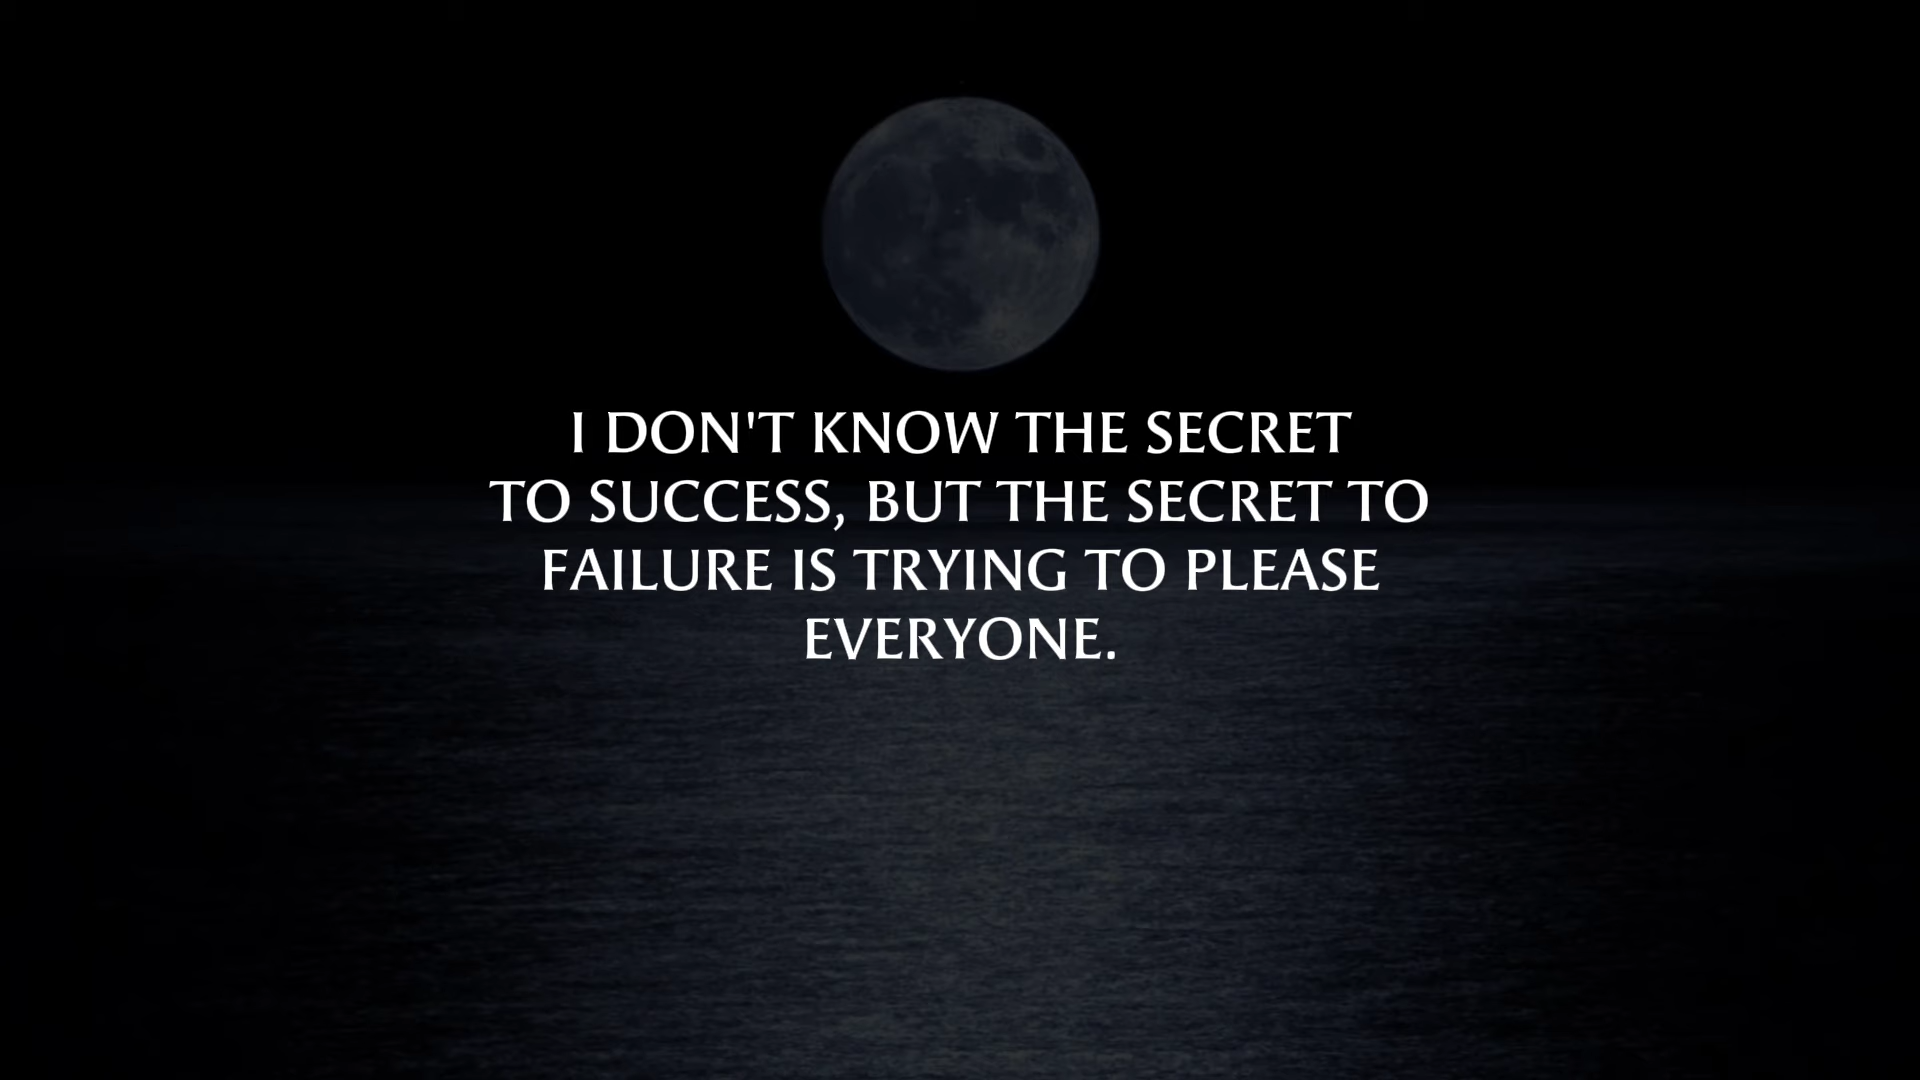 I DON'T KNOW THE SECRET
TO SUCCESS, BUT THE SECRET TO
FAILURE IS TRYING TO PLEASE
EVERYONE.